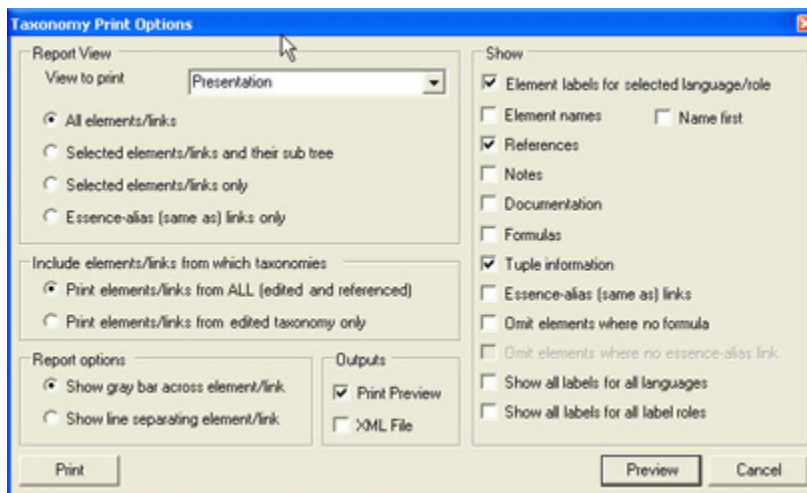 Taxonomy Print Options
Report View
View to print Presentation
All elements/links
Selected elements/links and their sub tree
Selected elements/links only
Essence-alias (same as) links only
Include elements/links from which taxonomies
Print elements/links from ALL (edited and referenced)
Print elements/links from edited taxonomy only
Report options
Show gray bar across element/link
Show line separating element/link
Outputs
Print Preview
XML File
Show
Element labels for selected language/role
Element names Name first
References
Notes
Documentation
Formulas
Tuple information
Essence-alias (same as) links
Omit elements where no formula
Omit elements where no essence-alias link
Show all labels for all languages
Show all labels for all label roles
Print Preview Cancel